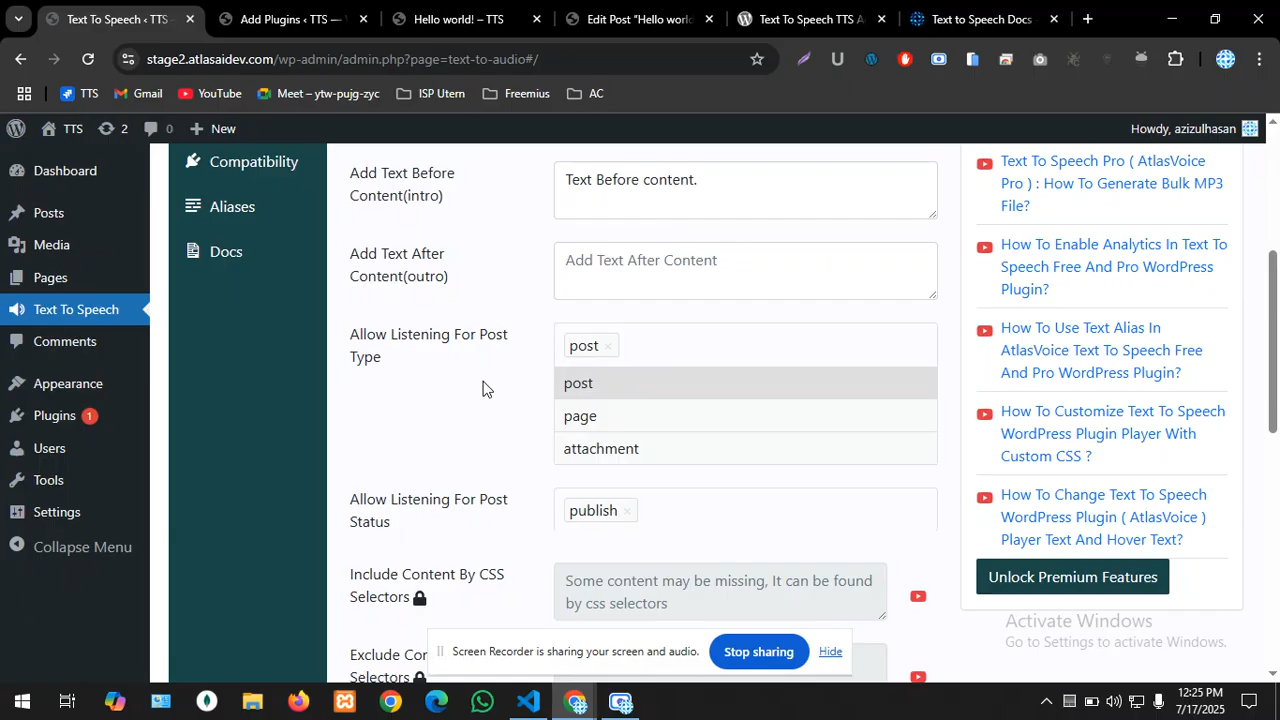 Text To Speech ‹ TTS
Add Plugins ‹ TTS —
Hello world! – TTS
Edit Post "Hello world
Text To Speech TTS A
Text to Speech Docs
stage2.atlasaidev.com/wp-admin/admin.php?page=text-to-audio#/
TTS
Gmail
YouTube
Meet – ytw-pujg-zyc
ISP Utern
Freemius
AC
TTS
2
0
New
Howdy, azizulhasan
Dashboard
Posts
Media
Pages
Text To Speech
Comments
Appearance
Plugins 1
Users
Tools
Settings
Collapse Menu
Compatibility
Aliases
Docs
Add Text Before
Content(intro)
Text Before content.
Add Text After
Content(outro)
Add Text After Content
Allow Listening For Post
Type
post ×
post
page
attachment
Allow Listening For Post
Status
publish ×
Include Content By CSS
Selectors
Some content may be missing, It can be found
by css selectors
Exclude Con
Selectors
Text To Speech Pro ( AtlasVoice
Pro ) : How To Generate Bulk MP3
File?
How To Enable Analytics In Text To
Speech Free And Pro WordPress
Plugin?
How To Use Text Alias In
AtlasVoice Text To Speech Free
And Pro WordPress Plugin?
How To Customize Text To Speech
WordPress Plugin Player With
Custom CSS ?
How To Change Text To Speech
WordPress Plugin ( AtlasVoice )
Player Text And Hover Text?
Unlock Premium Features
Activate Windows
Go to Settings to activate Windows.
Screen Recorder is sharing your screen and audio.
Stop sharing
Hide
12:25 PM
7/17/2025